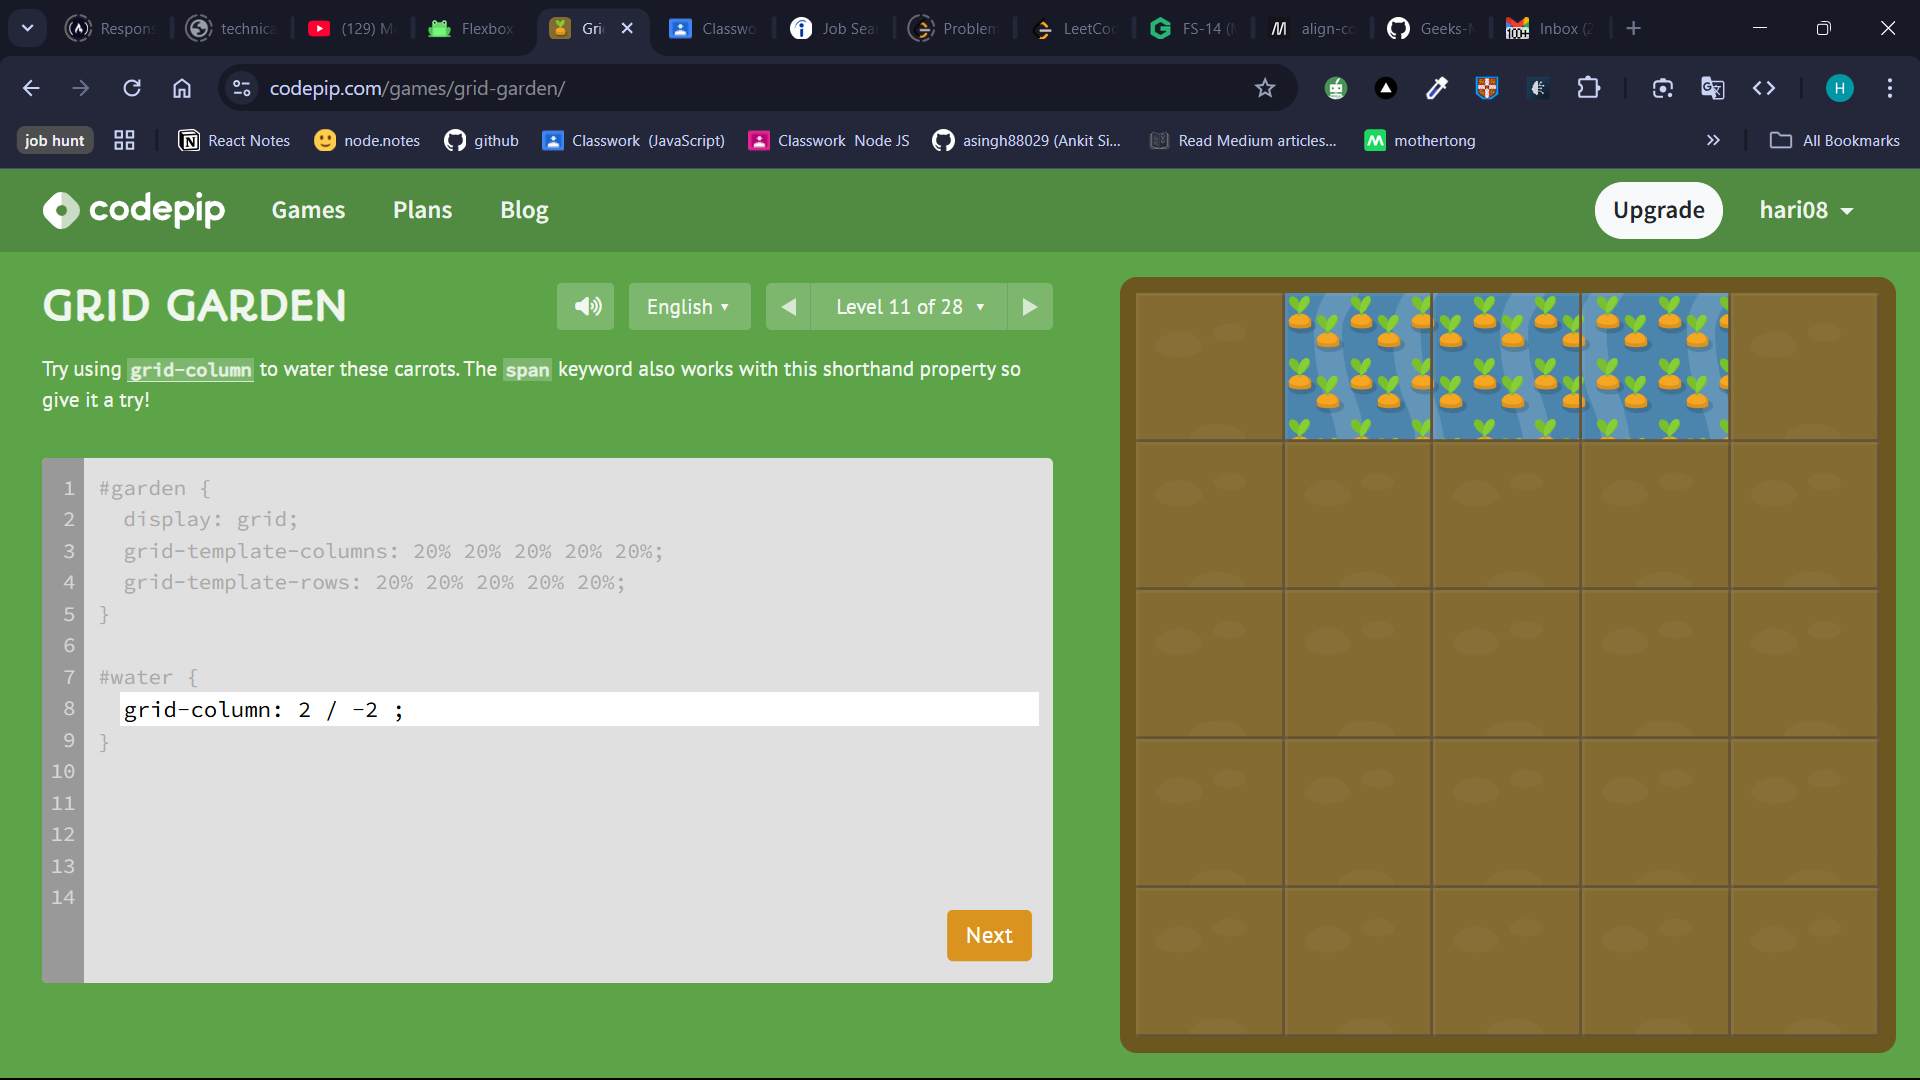 Respons
technica
(129) M
Flexbox
Gri
Classwo
Job Sea
Problem
LeetCod
FS-14 (
align-co
Geeks-
Inbox (2
codepip.com/games/grid-garden/
H
job hunt
React Notes
node.notes
github
Classwork (JavaScript)
Classwork Node JS
asingh88029 (Ankit Si...
Read Medium articles...
mothertong
All Bookmarks
codepip
Games
Plans
Blog
Upgrade
hari08
GRID GARDEN
English
Level 11 of 28
Try using grid-column to water these carrots. The span keyword also works with this shorthand property so
give it a try!
1 #garden {
2 display: grid;
3 grid-template-columns: 20% 20% 20% 20% 20%;
4 grid-template-rows: 20% 20% 20% 20% 20%;
5 }
6
7 #water {
8 grid-column: 2 / -2 ;
9 }
10
11
12
13
14
Next